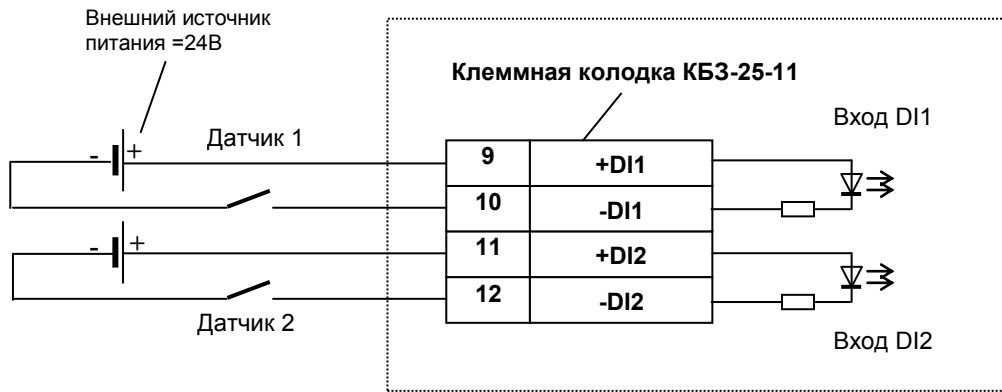 Внешний источник
питания =24В
Клеммная колодка КБЗ-25-11
Вход DI1
Датчик 1
- +
9 +DI1
10 -DI1
- +
11 +DI2
12 -DI2
Датчик 2
Вход DI2